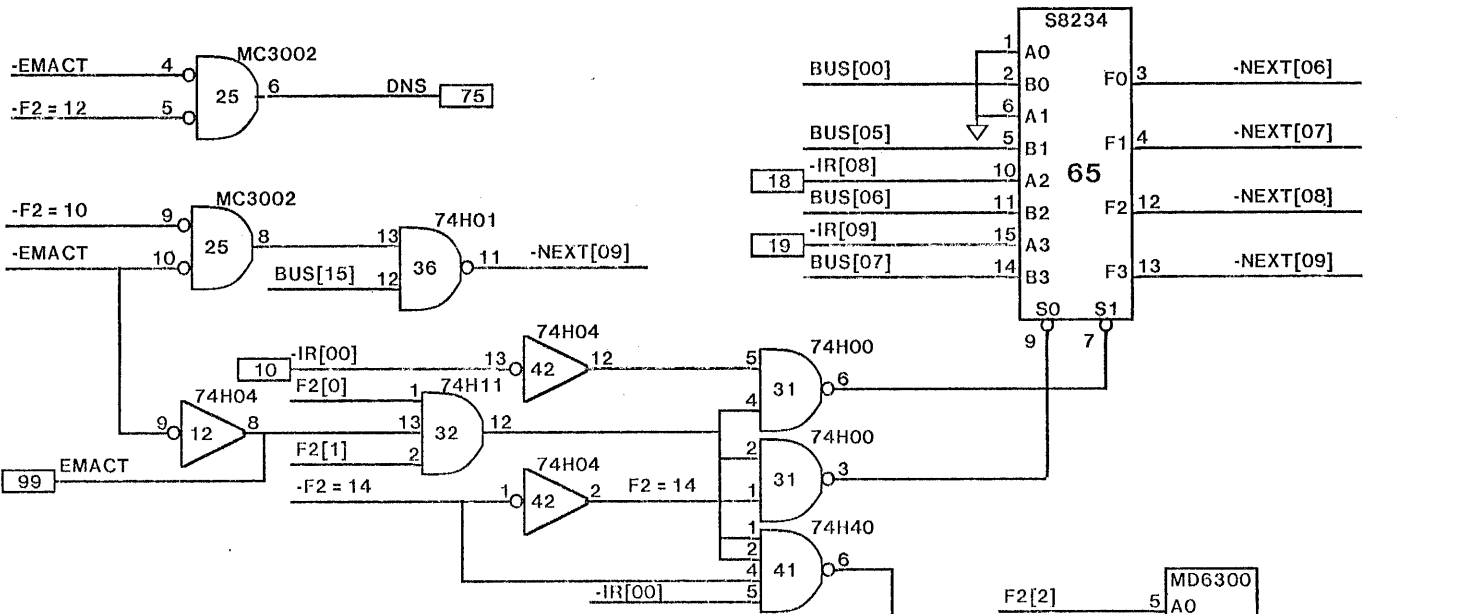 S8234
1 A0
BUS[00] 2 B0
F0 3 -NEXT[06]
6 A1
BUS[05] 5 B1
F1 4 -NEXT[07]
18 -IR[08] 10 A2
65
BUS[06] 11 B2
F2 12 -NEXT[08]
19 -IR[09] 15 A3
BUS[07] 14 B3
F3 13 -NEXT[09]
S0 S1
9 7
MC3002
-EMACT 4
25 6 DNS 75
-F2 = 12 5
MC3002
-F2 = 10 9
25 8
-EMACT 10
74H01
13
36 11 -NEXT[09]
BUS[15] 12
74H04
10 -IR[00] 13 42 12
74H00
5
31 6
4
74H04
9 12 8
99 EMACT
74H11
F2[0] 1
13 32 12
F2[1] 2
74H00
2
31 3
1
74H04
-F2 = 14 1 42 2 F2 = 14
74H40
1
2
41 6
4
-IR[00] 5
MD6300
F2[2] 5 A0